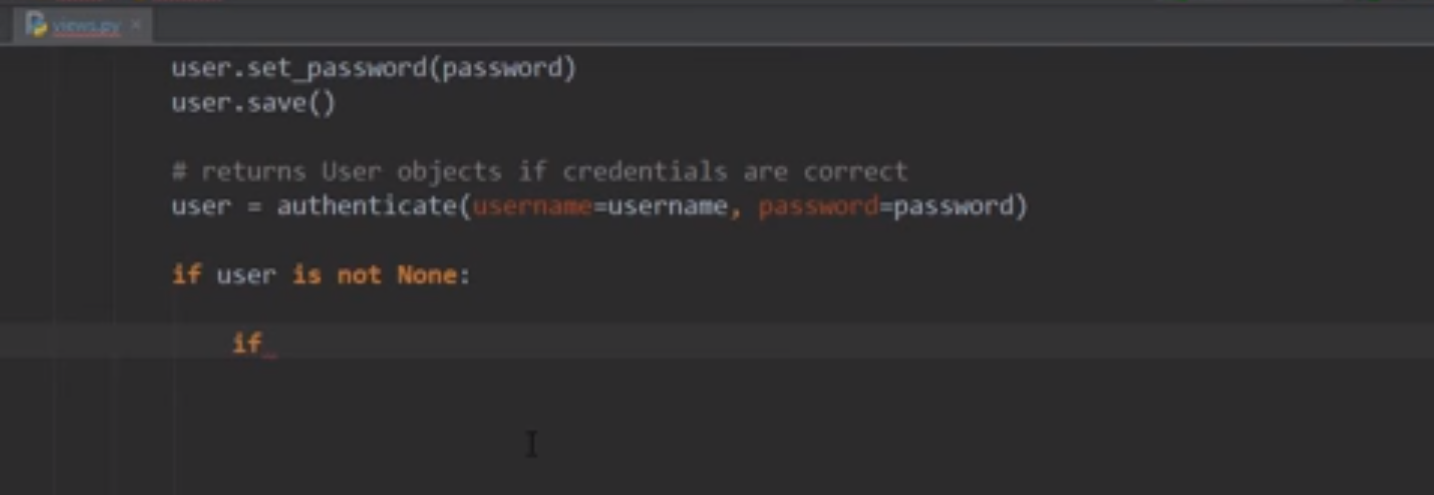 views.py
user.set_password(password)
user.save()
# returns User objects if credentials are correct
user = authenticate(username=username, password=password)
if user is not None:
if